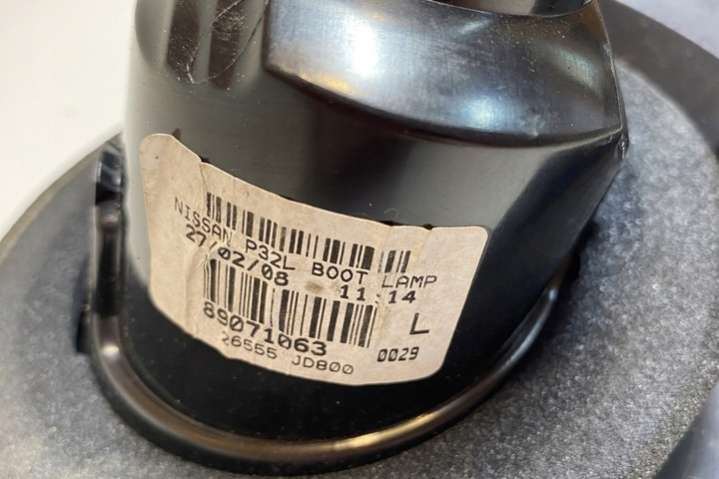 NISSAN P32L BOOT LAMP
27/02/08 11:14
89071063 L
26555 JD800 0029